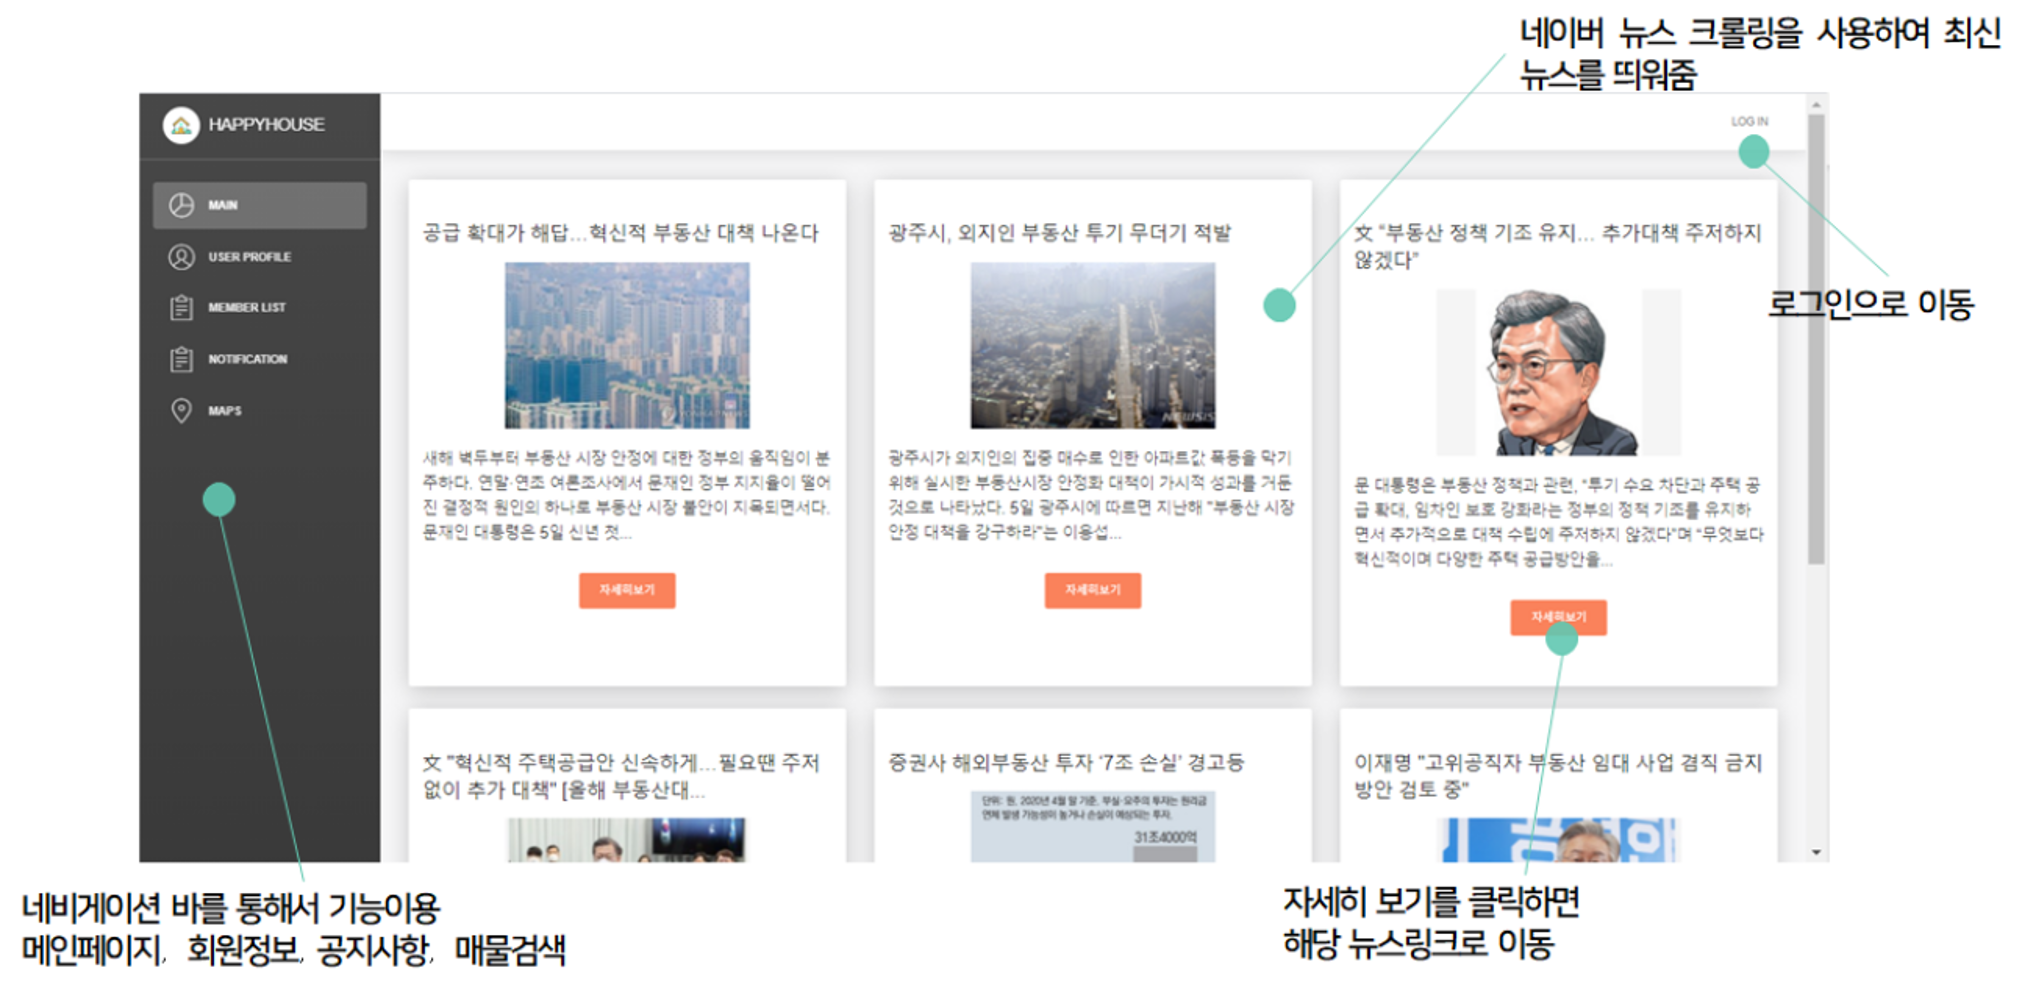 네이버 뉴스 크롤링을 사용하여 최신
뉴스를 띄워줌
HAPPYHOUSE
LOG IN
MAIN
USER PROFILE
MEMBER LIST
NOTIFICATION
MAPS
로그인으로 이동
공급 확대가 해답...혁신적 부동산 대책 나온다
YONHAPNEWS
새해 벽두부터 부동산 시장 안정에 대한 정부의 움직임이 분
주하다. 연말·연초 여론조사에서 문재인 정부 지지율이 떨어
진 결정적 원인의 하나로 부동산 시장 불안이 지목되면서다.
문재인 대통령은 5일 신년 첫...
자세히보기
광주시, 외지인 부동산 투기 무더기 적발
NEWSIS
광주시가 외지인의 집중 매수로 인한 아파트값 폭등을 막기
위해 실시한 부동산시장 안정화 대책이 가시적 성과를 거둔
것으로 나타났다. 5일 광주시에 따르면 지난해 "부동산 시장
안정 대책을 강구하라"는 이용섭...
자세히보기
文 “부동산 정책 기조 유지... 추가대책 주저하지
않겠다”
문 대통령은 부동산 정책과 관련, “투기 수요 차단과 주택 공
급 확대, 임차인 보호 강화라는 정부의 정책 기조를 유지하
면서 추가적으로 대책 수립에 주저하지 않겠다”며 “무엇보다
혁신적이며 다양한 주택 공급방안을...
자세히보기
文 "혁신적 주택공급안 신속하게...필요땐 주저
없이 추가 대책" [올해 부동산대...
증권사 해외부동산 투자 ‘7조 손실’ 경고등
단위: 원, 2020년 4월 말 기준, 부실·요주의 투자는 원리금
연체 발생 가능성이 높거나 손실이 예상되는 투자.
31조4000억
이재명 "고위공직자 부동산 임대 사업 겸직 금지
방안 검토 중"
네비게이션 바를 통해서 기능이용
메인페이지, 회원정보, 공지사항, 매물검색
자세히 보기를 클릭하면
해당 뉴스링크로 이동